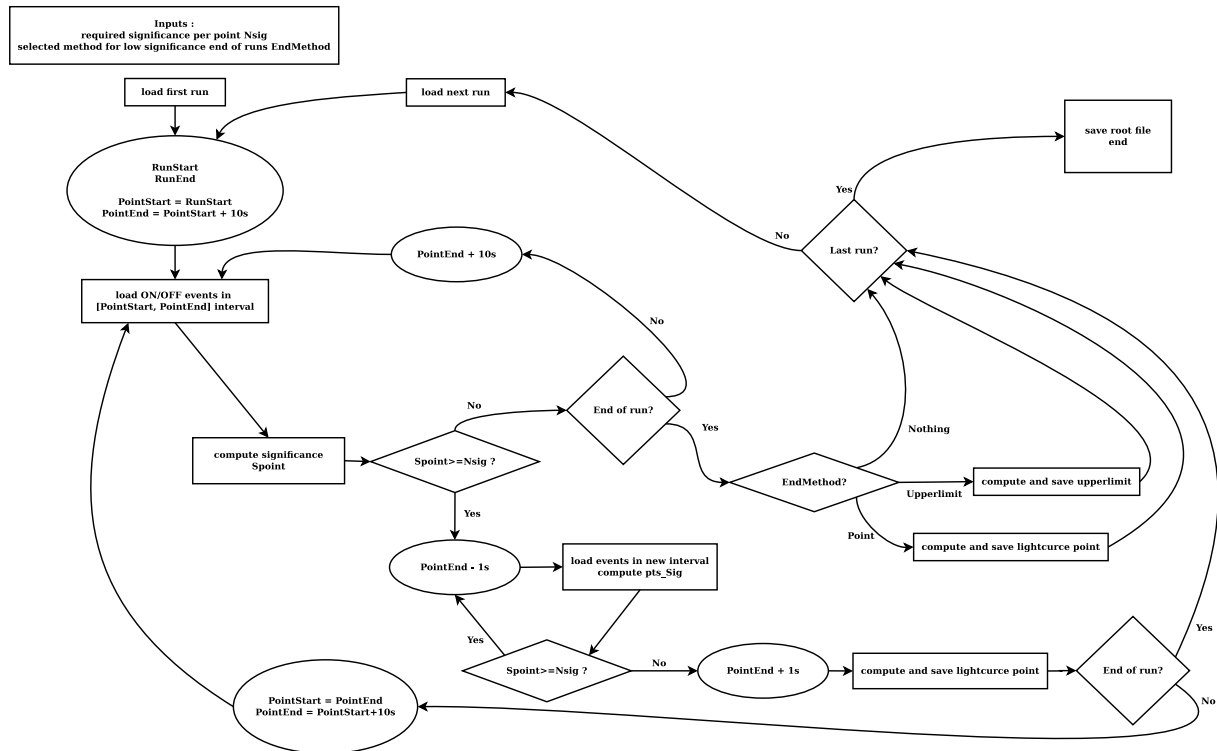 Inputs :
required significance per point Nsig
selected method for low significance end of runs EndMethod
load first run
load next run
save root file
end
RunStart
RunEnd
PointStart = RunStart
PointEnd = PointStart + 10s
Yes
No
Last run?
PointEnd + 10s
load ON/OFF events in
[PointStart, PointEnd] interval
No
No
End of run?
Yes
Nothing
compute significance
Spoint
Spoint>=Nsig ?
EndMethod?
Upperlimit
compute and save upperlimit
Yes
Point
compute and save lightcurce point
PointEnd - 1s
load events in new interval
compute pts_Sig
Yes
Yes
Spoint>=Nsig ?
No
PointEnd + 1s
compute and save lightcurce point
End of run?
No
PointStart = PointEnd
PointEnd = PointStart+10s